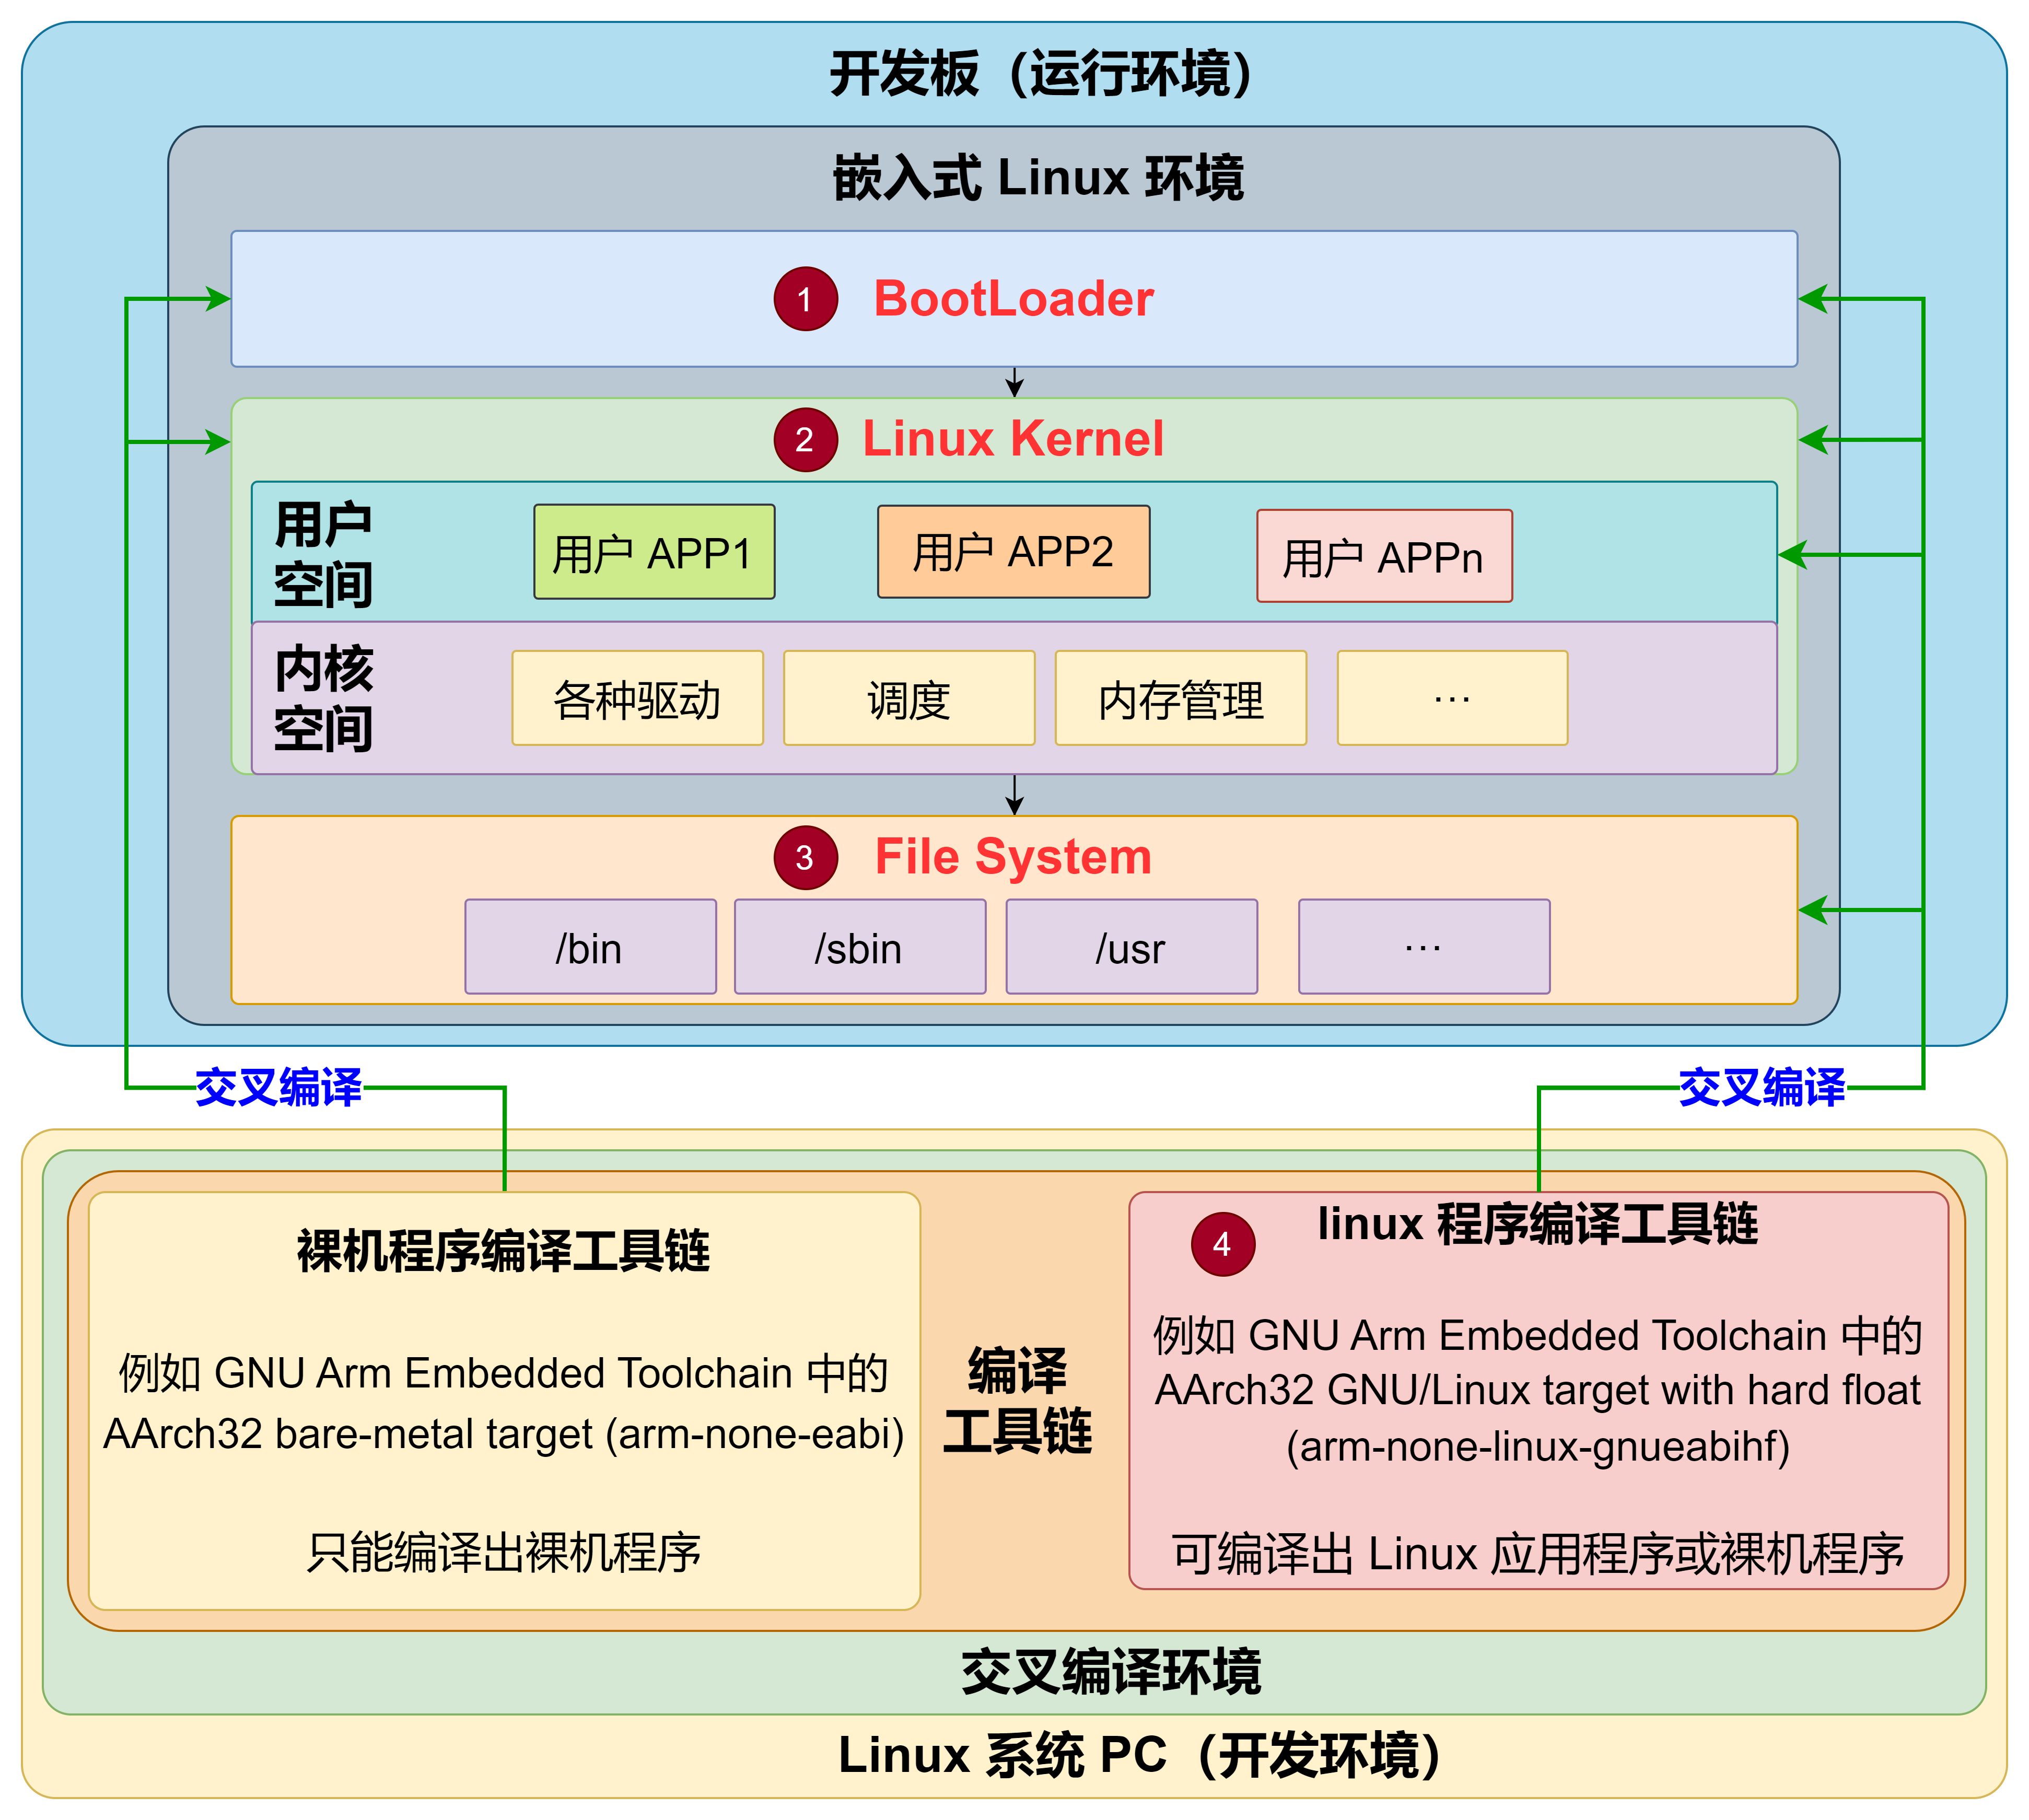 开发板（运行环境）
嵌入式 Linux 环境
1 BootLoader
2 Linux Kernel
用户
空间
用户 APP1
用户 APP2
用户 APPn
内核
空间
各种驱动
调度
内存管理
…
3 File System
/bin
/sbin
/usr
…
交叉编译
交叉编译
裸机程序编译工具链
例如 GNU Arm Embedded Toolchain 中的
AArch32 bare-metal target (arm-none-eabi)
只能编译出裸机程序
编译
工具链
4 linux 程序编译工具链
例如 GNU Arm Embedded Toolchain 中的
AArch32 GNU/Linux target with hard float
(arm-none-linux-gnueabihf)
可编译出 Linux 应用程序或裸机程序
交叉编译环境
Linux 系统 PC（开发环境）